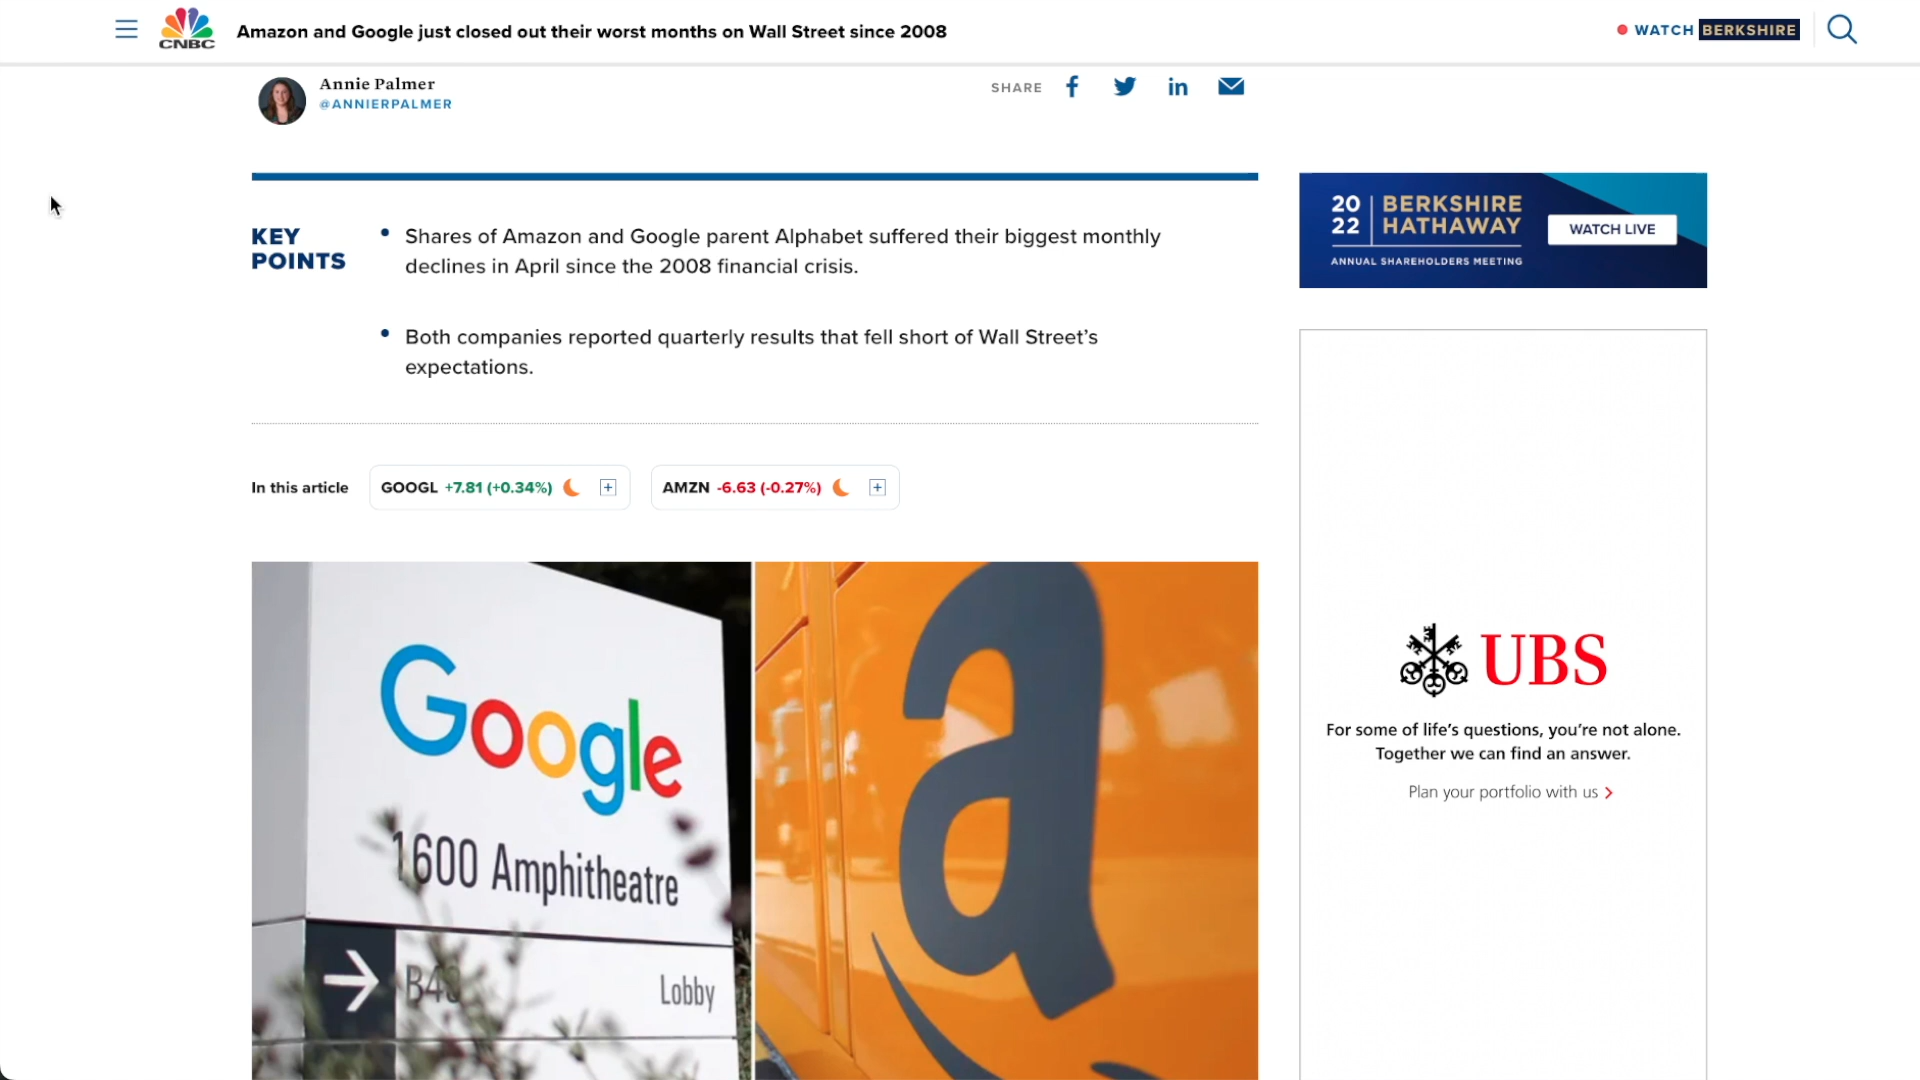 CNBC
Amazon and Google just closed out their worst months on Wall Street since 2008
WATCH BERKSHIRE
Annie Palmer
@ANNIERPALMER
SHARE
KEY
POINTS
Shares of Amazon and Google parent Alphabet suffered their biggest monthly
declines in April since the 2008 financial crisis.
Both companies reported quarterly results that fell short of Wall Street’s
expectations.
In this article
GOOGL +7.81 (+0.34%)
AMZN -6.63 (-0.27%)
Google
1600 Amphitheatre
Lobby
a
20
22
BERKSHIRE
HATHAWAY
ANNUAL SHAREHOLDERS MEETING
WATCH LIVE
UBS
For some of life’s questions, you’re not alone.
Together we can find an answer.
Plan your portfolio with us